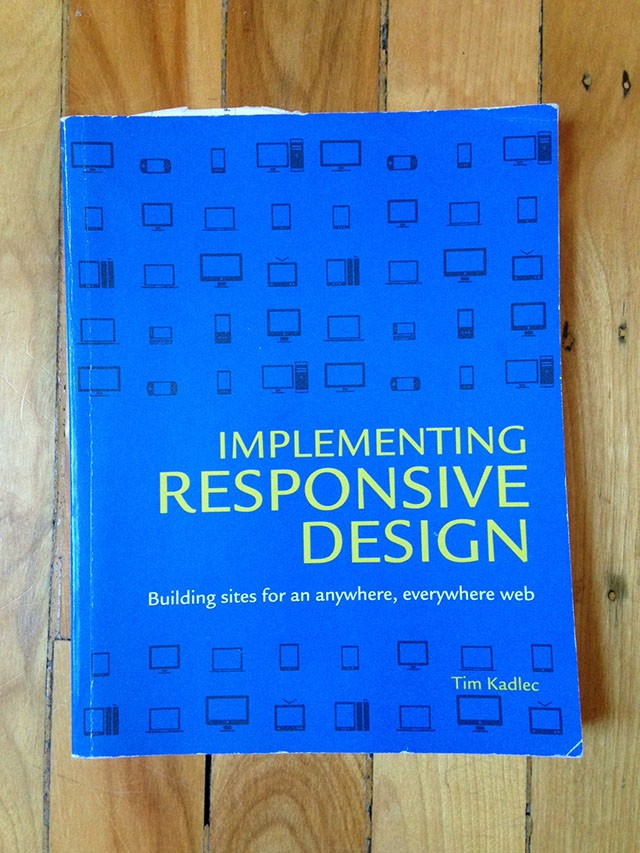 IMPLEMENTING
RESPONSIVE
DESIGN
Building sites for an anywhere, everywhere web
Tim Kadlec